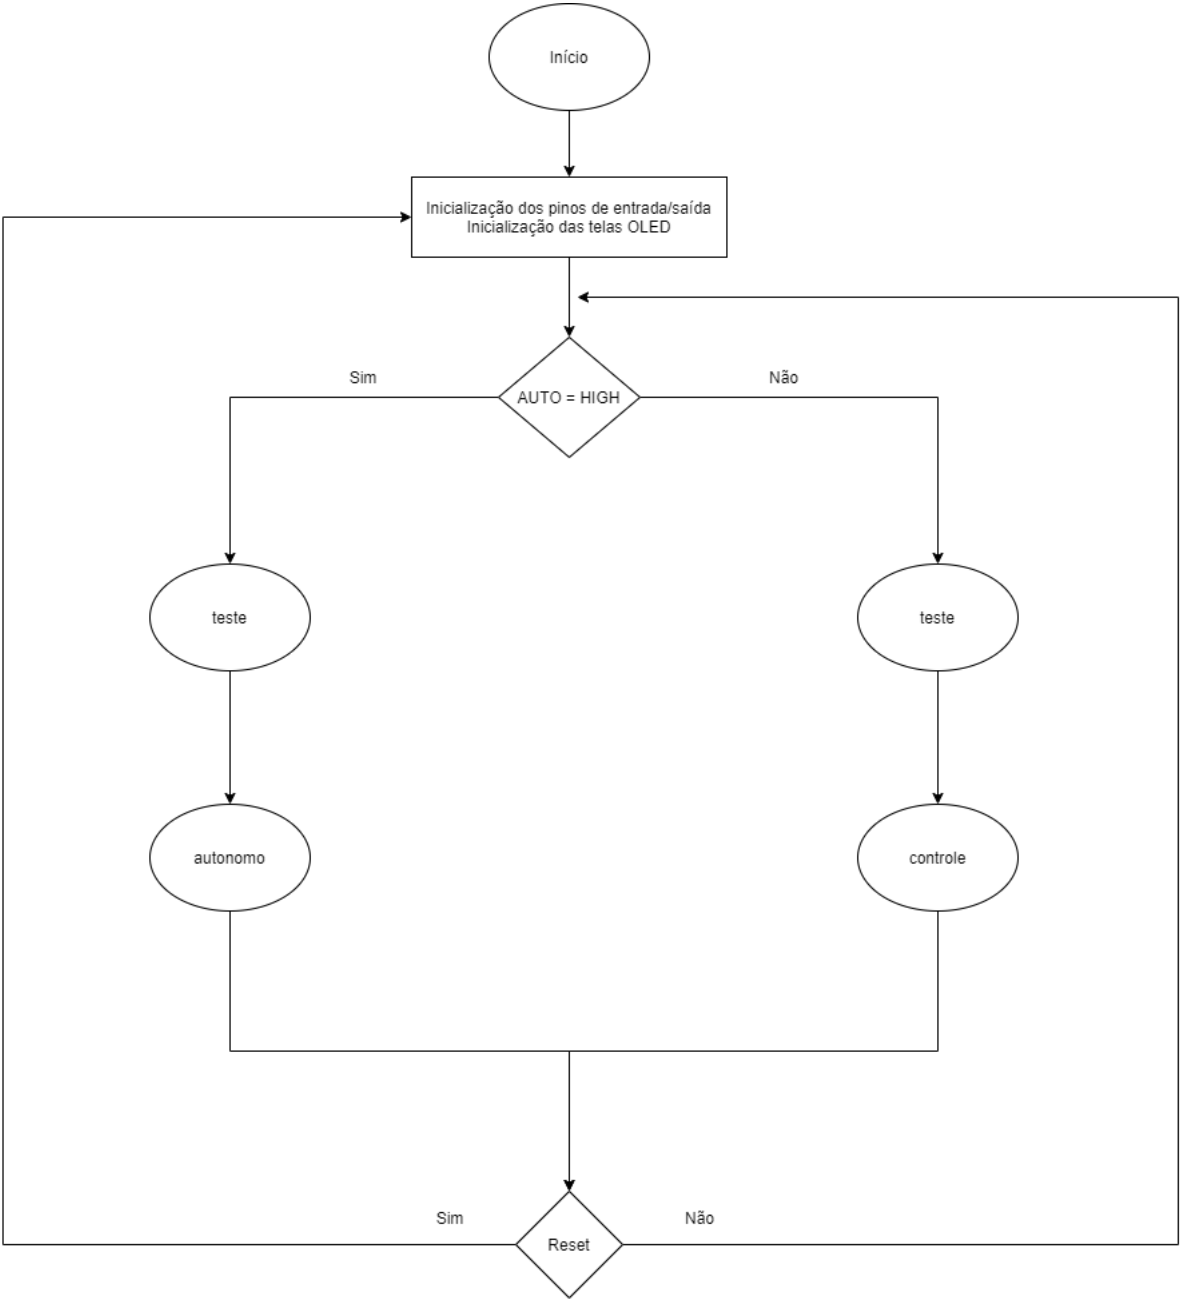 Início
Inicialização dos pinos de entrada/saída
Inicialização das telas OLED
Sim
Não
AUTO = HIGH
teste
teste
autonomo
controle
Sim
Não
Reset